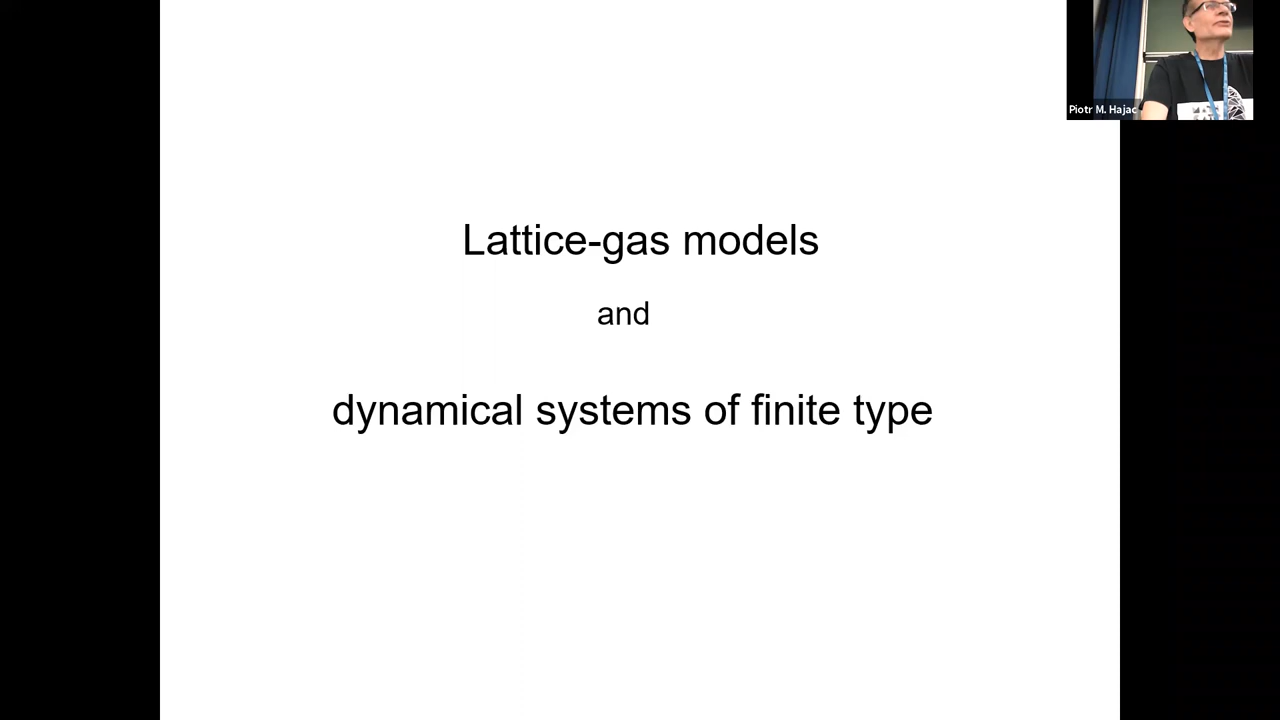 Lattice-gas models
and
dynamical systems of finite type
Piotr M. Hajac